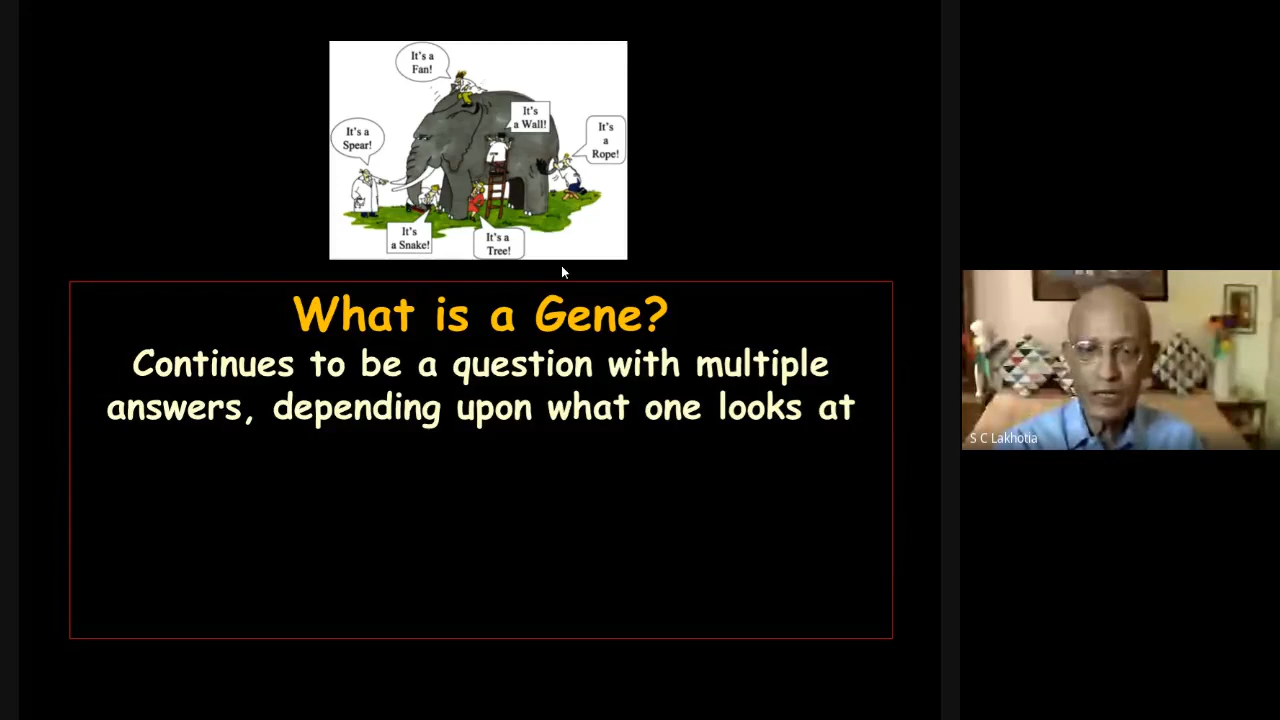 It's a
Fan!
It's
a Wall!
It's
a
Rope!
It's a
Spear!
It's
a Snake!
It's a
Tree!
What is a Gene?
Continues to be a question with multiple
answers, depending upon what one looks at
S C Lakhotia